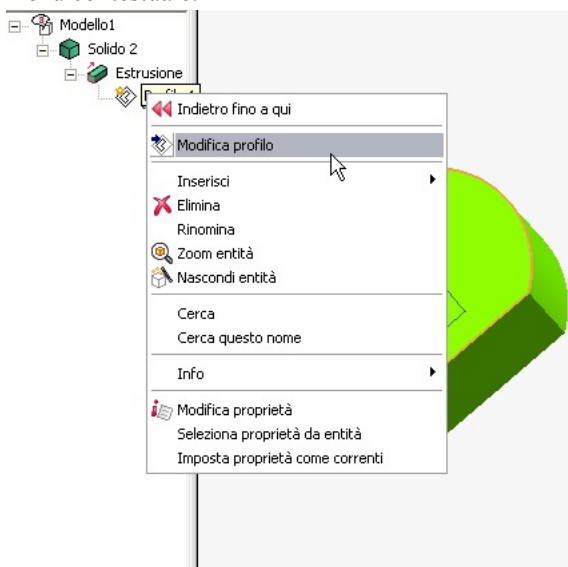 Modello1
Solido 2
Estrusione
Indietro fino a qui
Modifica profilo
Inserisci
Elimina
Rinomina
Zoom entità
Nascondi entità
Cerca
Cerca questo nome
Info
Modifica proprietà
Seleziona proprietà da entità
Imposta proprietà come correnti